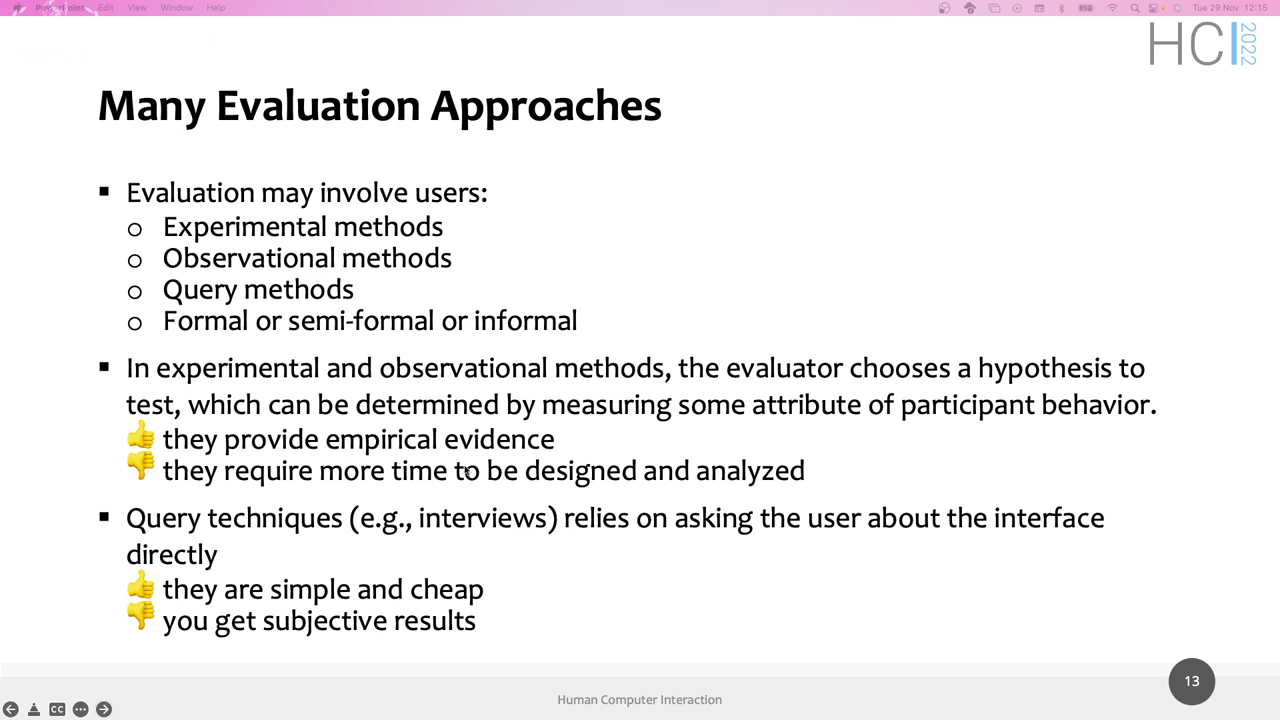 PowerPoint Edit View Window Help Tue 29 Nov 12:15
HCI 2022
Many Evaluation Approaches
▪ Evaluation may involve users:
o Experimental methods
o Observational methods
o Query methods
o Formal or semi-formal or informal
▪ In experimental and observational methods, the evaluator chooses a hypothesis to
test, which can be determined by measuring some attribute of participant behavior.
👍 they provide empirical evidence
👎 they require more time to be designed and analyzed
▪ Query techniques (e.g., interviews) relies on asking the user about the interface
directly
👍 they are simple and cheap
👎 you get subjective results
13
Human Computer Interaction
CC